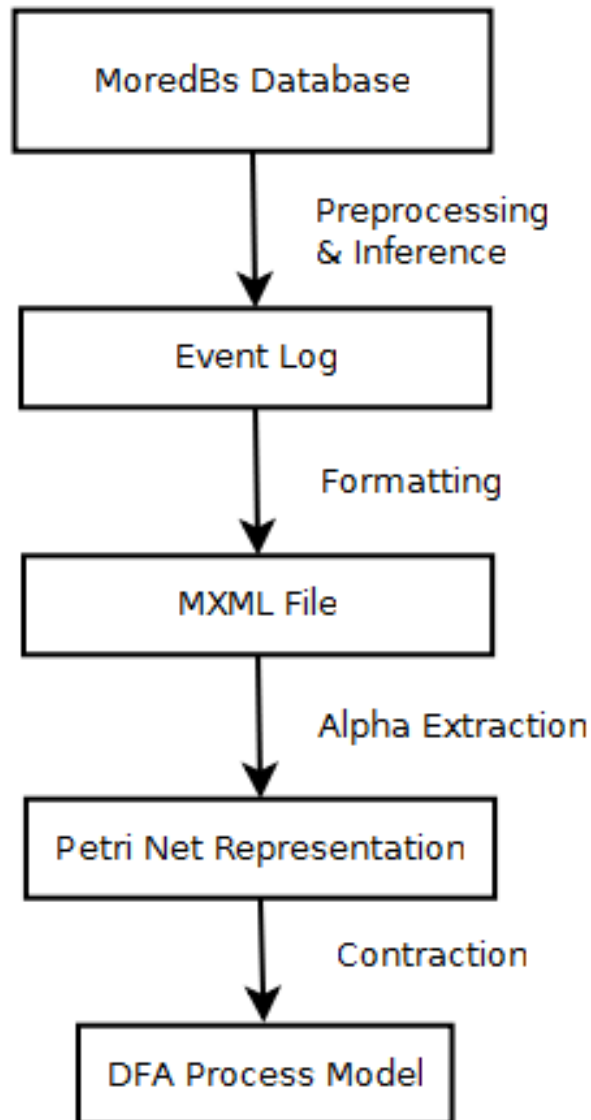 MoredBs Database
Preprocessing
& Inference
Event Log
Formatting
MXML File
Alpha Extraction
Petri Net Representation
Contraction
DFA Process Model